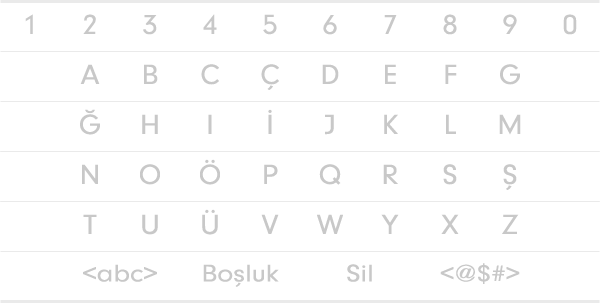 1 2 3 4 5 6 7 8 9 0
A B C Ç D E F G
Ğ H I İ J K L M
N O Ö P Q R S Ş
T U Ü V W Y X Z
<abc> Boşluk Sil <@$#>